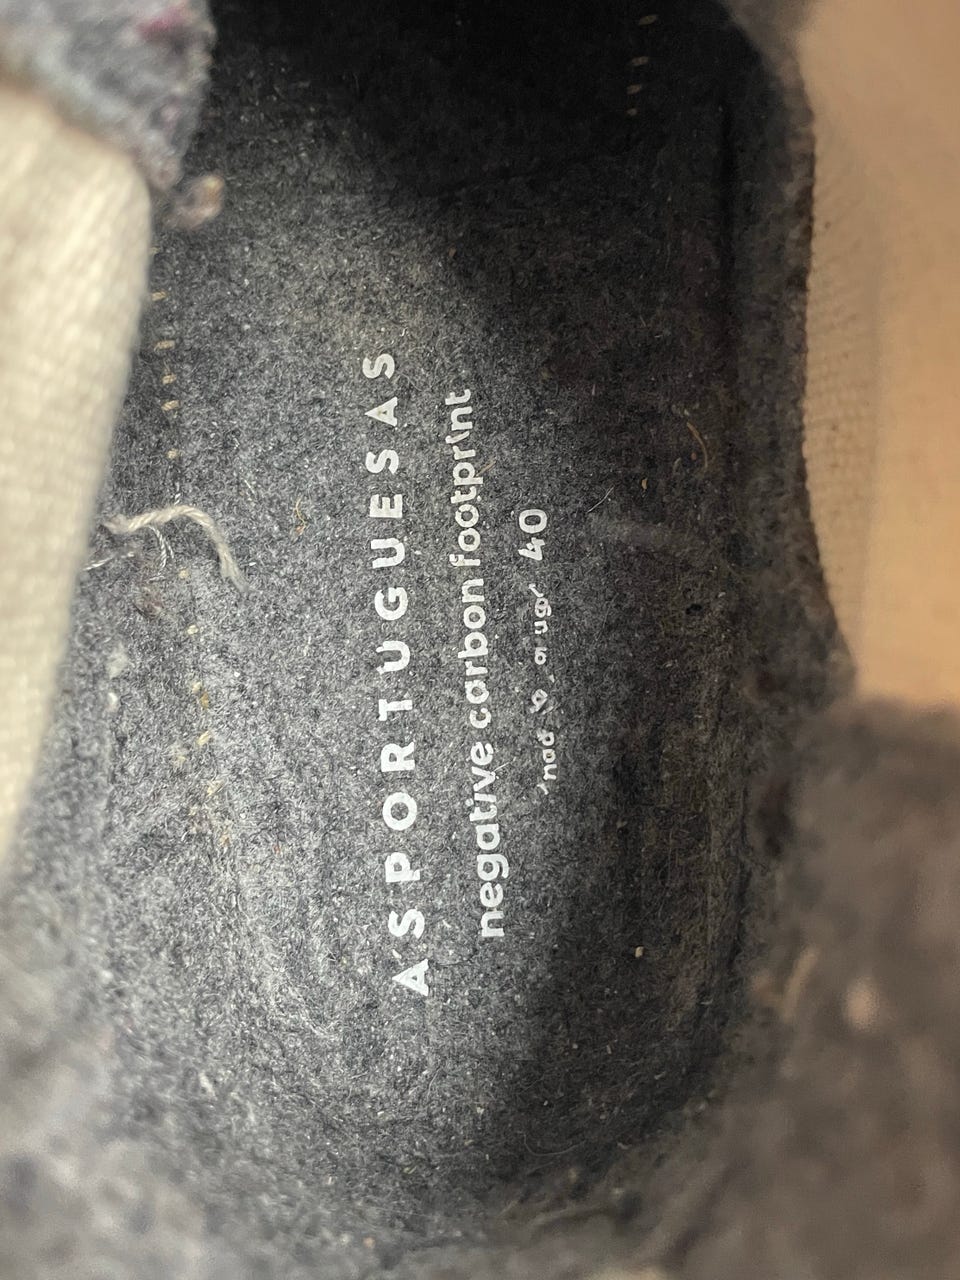 ASPORTUGUESAS
negative carbon footprint
40